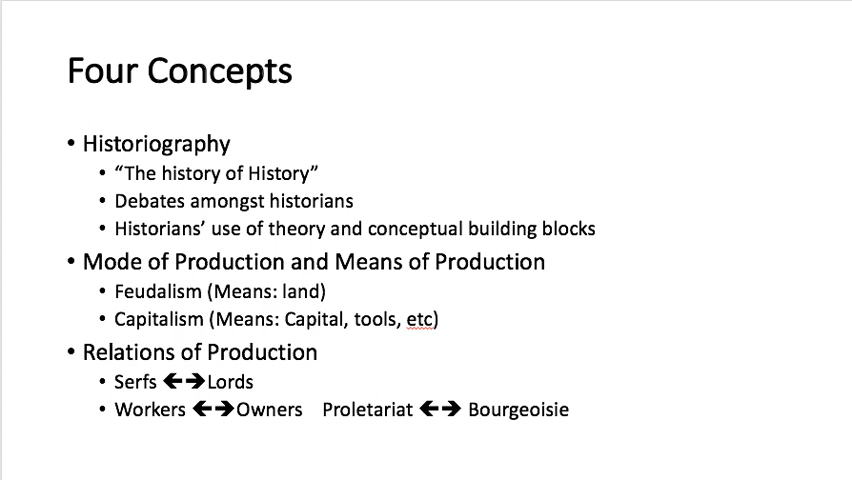 Four Concepts
• Historiography
• “The history of History”
• Debates amongst historians
• Historians’ use of theory and conceptual building blocks
• Mode of Production and Means of Production
• Feudalism (Means: land)
• Capitalism (Means: Capital, tools, etc)
• Relations of Production
• Serfs 🡨🡪Lords
• Workers 🡨🡪Owners Proletariat 🡨🡪 Bourgeoisie